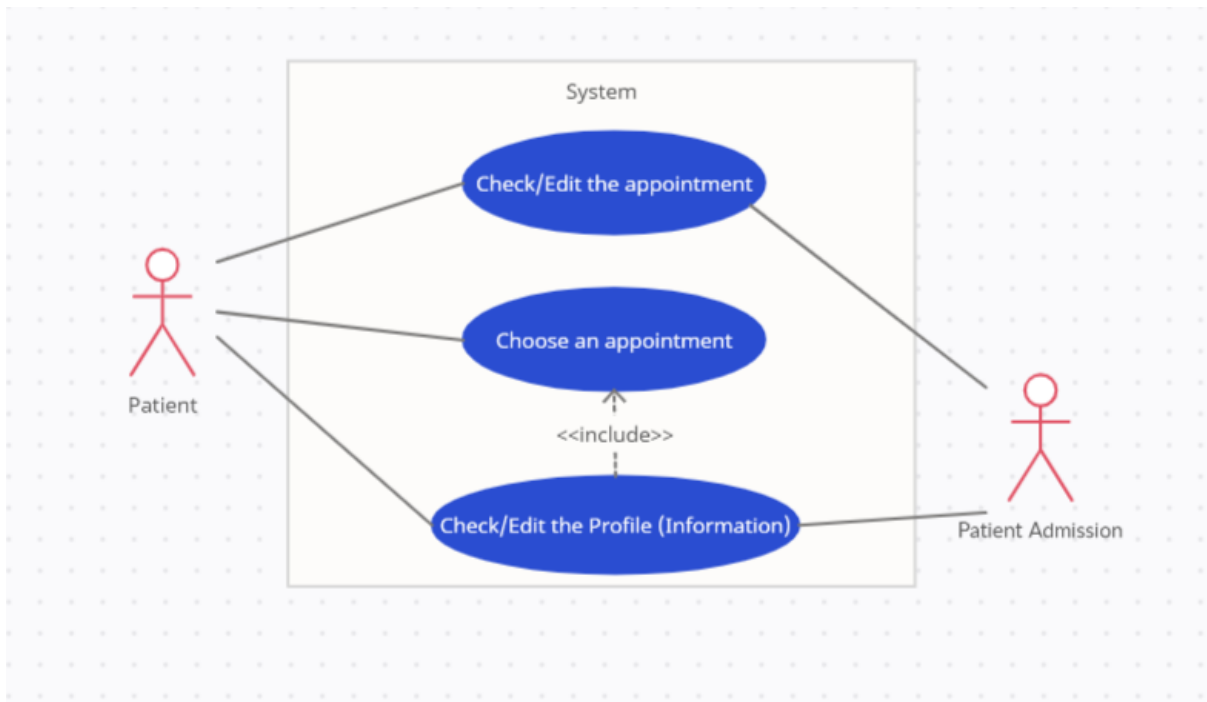 System
Check/Edit the appointment
Choose an appointment
Patient
<<include>>
Check/Edit the Profile (Information)
Patient Admission